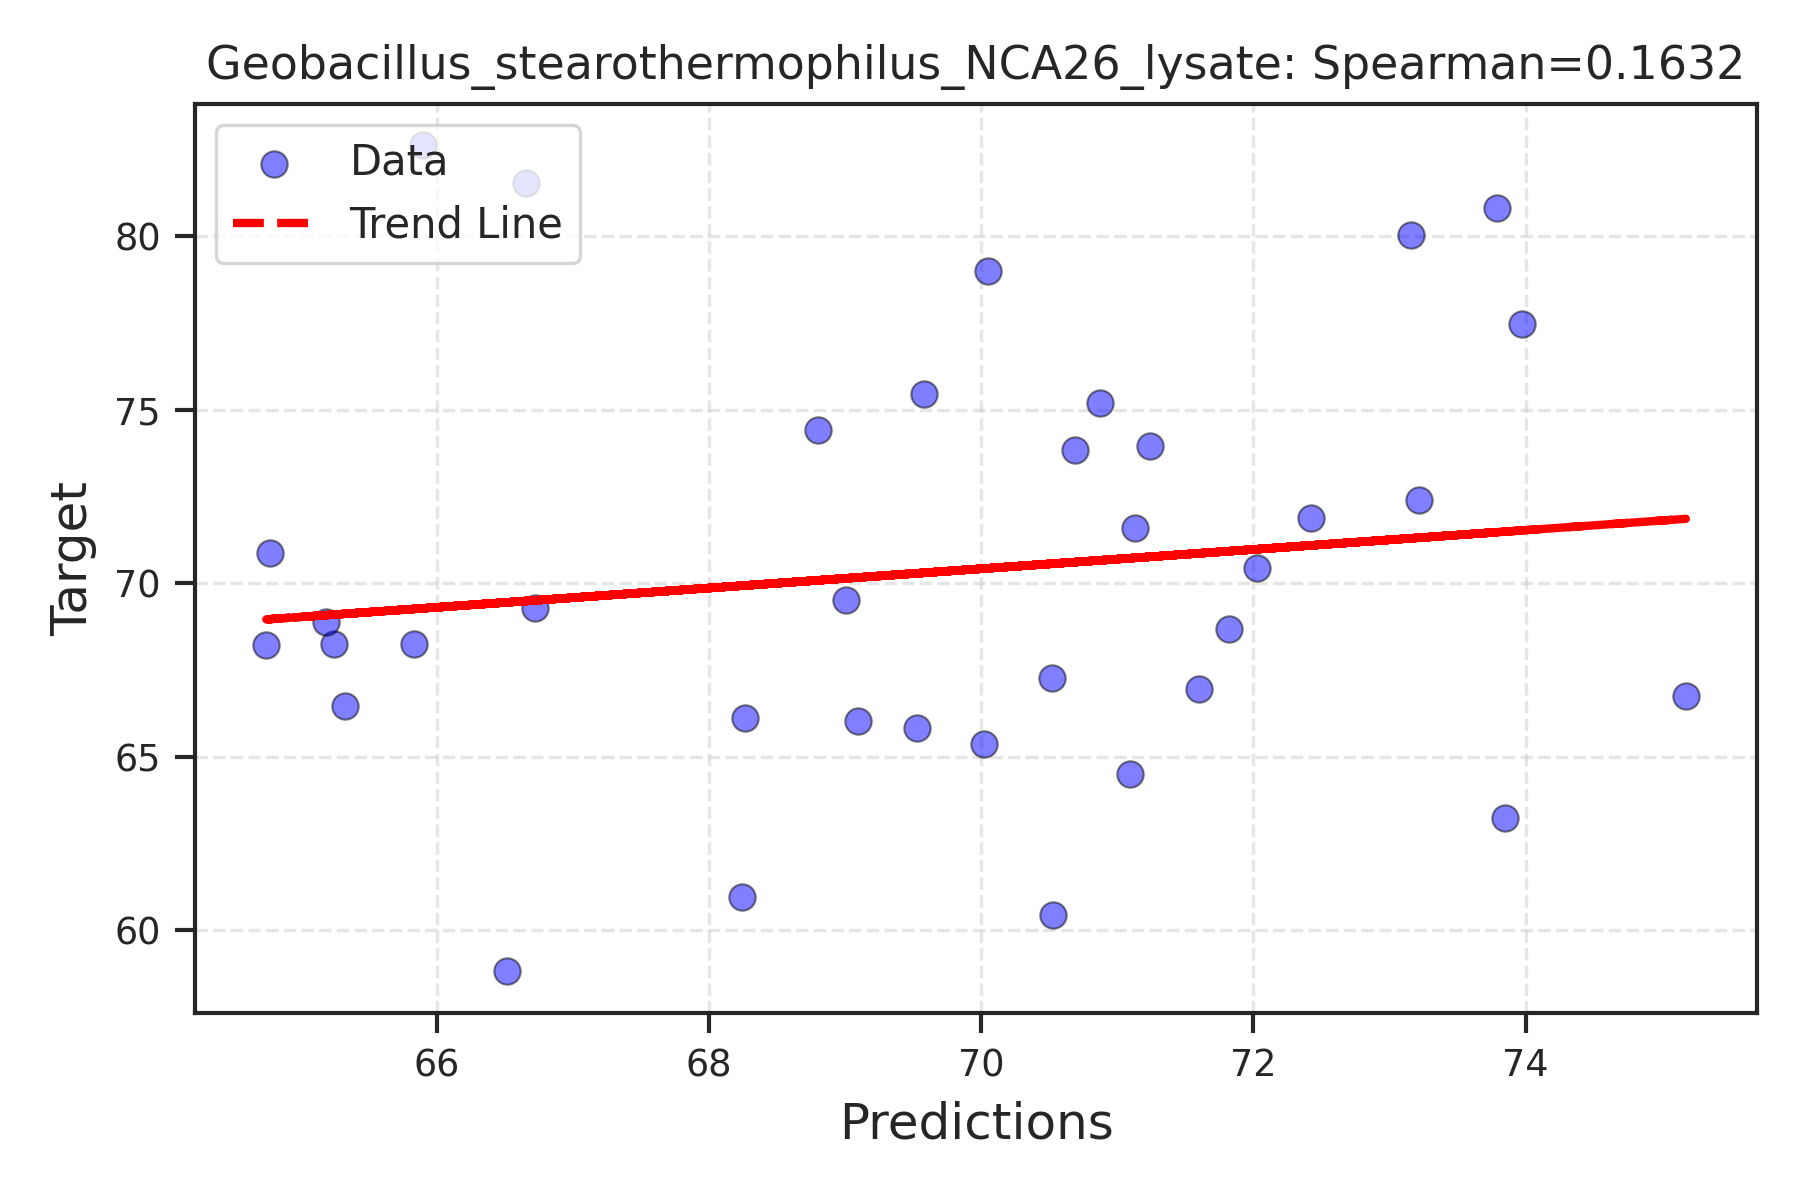 Geobacillus_stearothermophilus_NCA26_lysate: Spearman=0.1632
Data
Trend Line
80
75
70
65
60
Target
66 68 70 72 74
Predictions